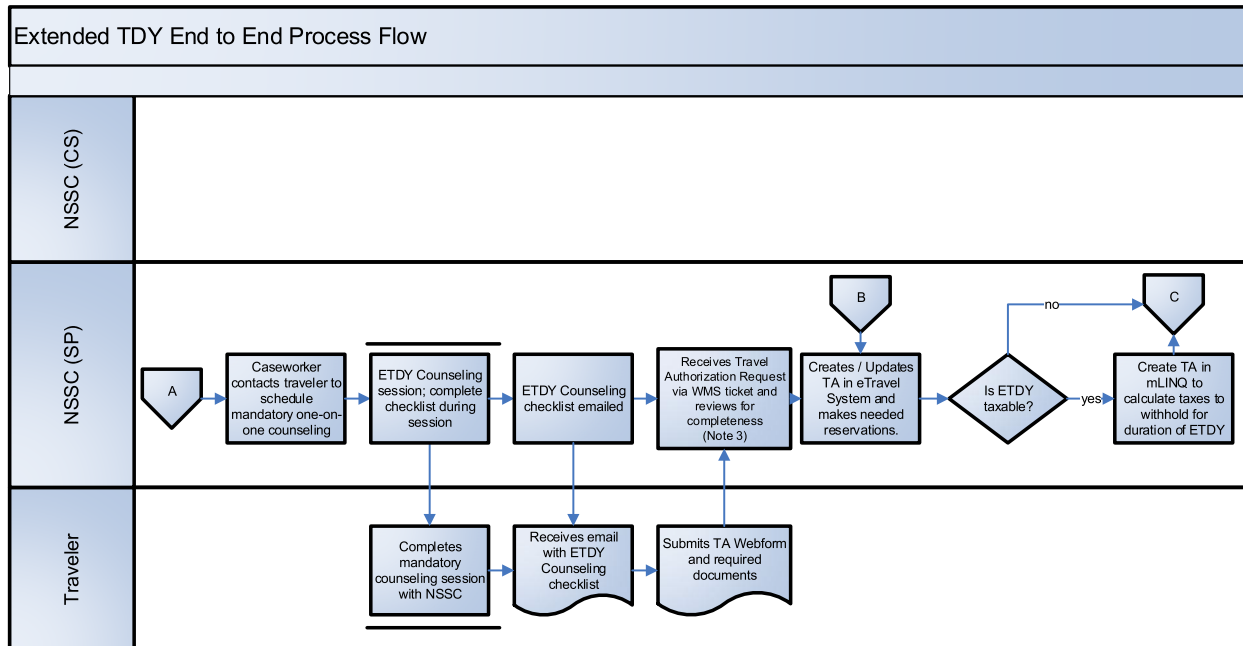 Extended TDY End to End Process Flow
NSSC (CS)
NSSC (SP)
A
Caseworker
contacts traveler to
schedule
mandatory one-on-
one counseling
ETDY Counseling
session; complete
checklist during
session
ETDY Counseling
checklist emailed
Receives Travel
Authorization Request
via WMS ticket and
reviews for
completeness
(Note 3)
B
Creates / Updates
TA in eTravel
System and
makes needed
reservations.
Is ETDY
taxable?
no
yes
C
Create TA in
mLINQ to
calculate taxes to
withhold for
duration of ETDY
Traveler
Completes
mandatory
counseling session
with NSSC
Receives email
with ETDY
Counseling
checklist
Submits TA Webform
and required
documents